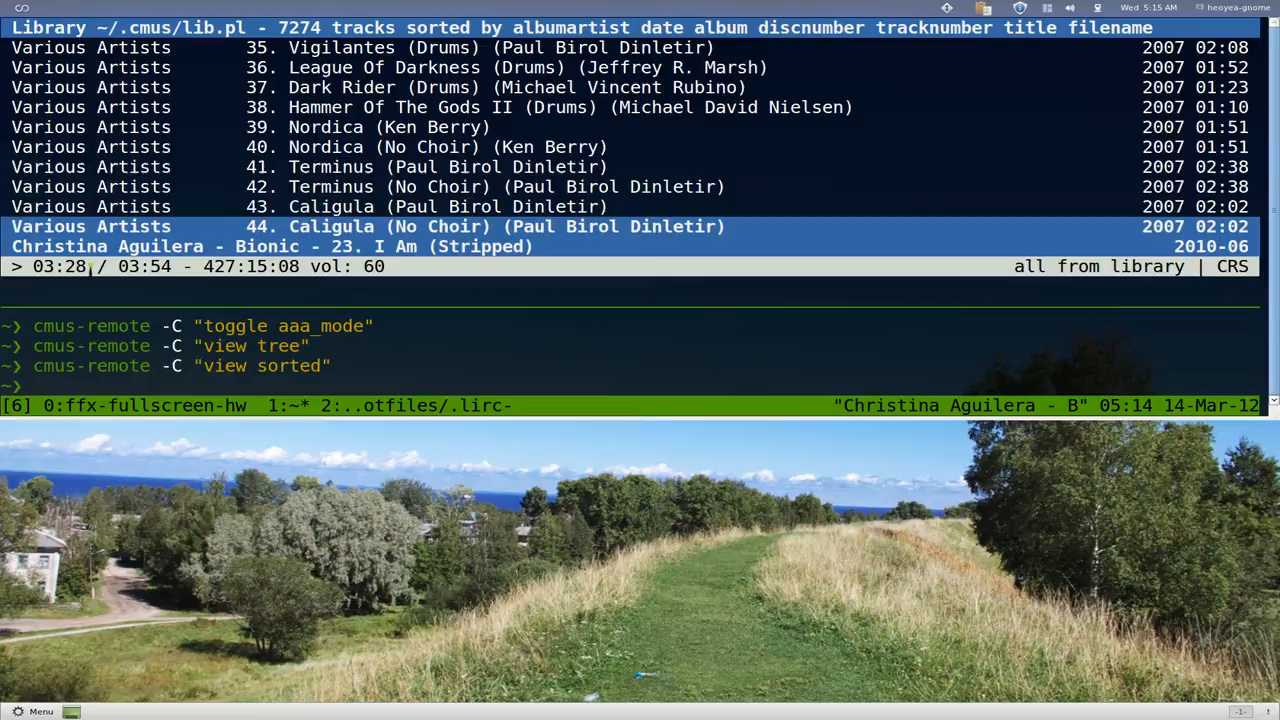 Wed 5:15 AM heoyea-gnome
Library ~/.cmus/lib.pl - 7274 tracks sorted by albumartist date album discnumber tracknumber title filename
Various Artists 35. Vigilantes (Drums) (Paul Birol Dinletir) 2007 02:08
Various Artists 36. League Of Darkness (Drums) (Jeffrey R. Marsh) 2007 01:52
Various Artists 37. Dark Rider (Drums) (Michael Vincent Rubino) 2007 01:23
Various Artists 38. Hammer Of The Gods II (Drums) (Michael David Nielsen) 2007 01:10
Various Artists 39. Nordica (Ken Berry) 2007 01:51
Various Artists 40. Nordica (No Choir) (Ken Berry) 2007 01:51
Various Artists 41. Terminus (Paul Birol Dinletir) 2007 02:38
Various Artists 42. Terminus (No Choir) (Paul Birol Dinletir) 2007 02:38
Various Artists 43. Caligula (Paul Birol Dinletir) 2007 02:02
Various Artists 44. Caligula (No Choir) (Paul Birol Dinletir) 2007 02:02
Christina Aguilera - Bionic - 23. I Am (Stripped) 2010-06
> 03:28 / 03:54 - 427:15:08 vol: 60 all from library | CRS
~❯ cmus-remote -C "toggle aaa_mode"
~❯ cmus-remote -C "view tree"
~❯ cmus-remote -C "view sorted"
~❯
[6] 0:ffx-fullscreen-hw 1:~* 2:..otfiles/.lirc- "Christina Aguilera - B" 05:14 14-Mar-12
Menu -1-